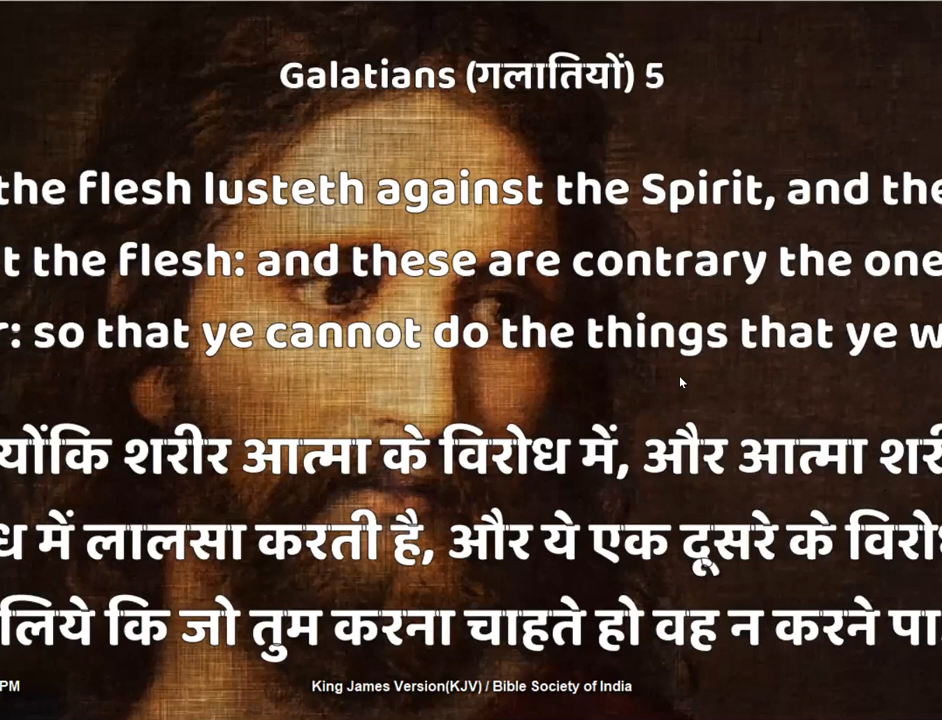 Galatians (गलातियों) 5
the flesh lusteth against the Spirit, and the
t the flesh: and these are contrary the one
r: so that ye cannot do the things that ye w
योंकि शरीर आत्मा के विरोध में, और आत्मा शरी
ध में लालसा करती है, और ये एक दूसरे के विरो
लिये कि जो तुम करना चाहते हो वह न करने पा
PM King James Version(KJV) / Bible Society of India